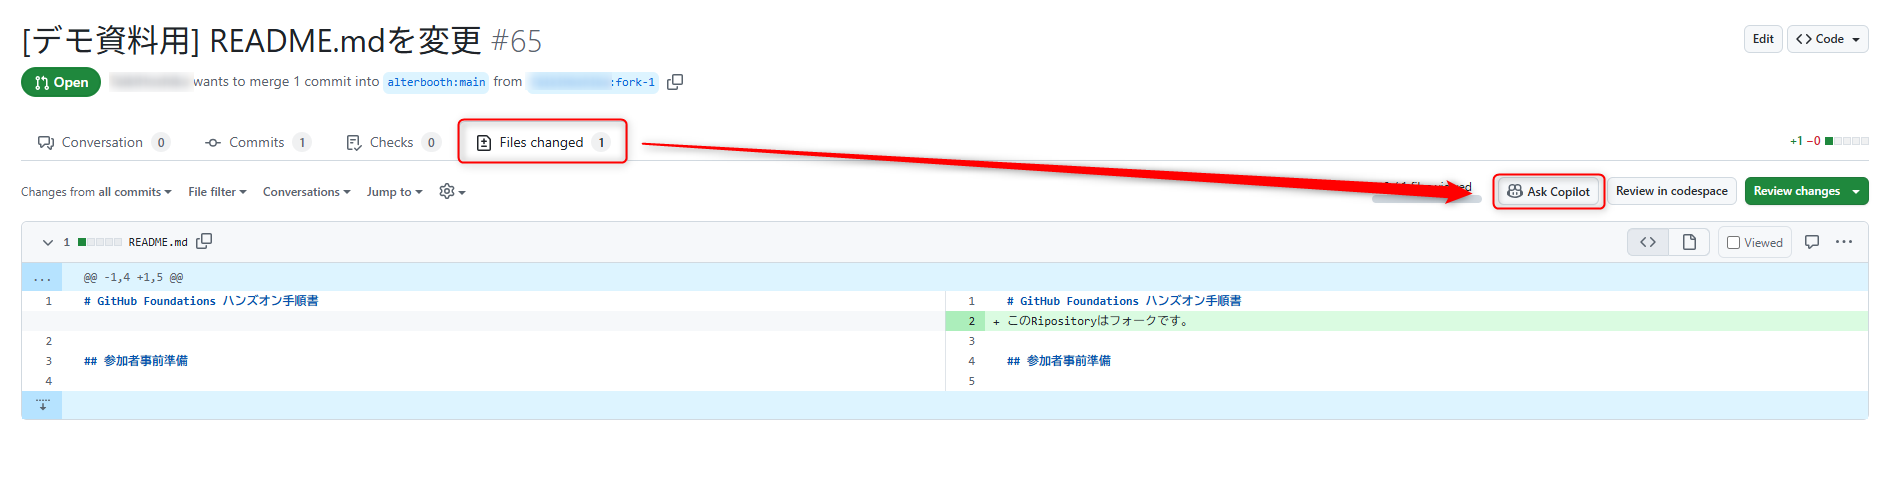 [デモ資料用] README.mdを変更 #65
Edit
Code
Open
wants to merge 1 commit into alterbooth:main from :fork-1
Conversation 0
Commits 1
Checks 0
Files changed 1
+1 −0
Changes from all commits
File filter
Conversations
Jump to
Ask Copilot
Review in codespace
Review changes
1 README.md
Viewed
@@ -1,4 +1,5 @@
1 # GitHub Foundations ハンズオン手順書
1 # GitHub Foundations ハンズオン手順書
2 + このRipositoryはフォークです。
2
3
3 ## 参加者事前準備
4 ## 参加者事前準備
4
5